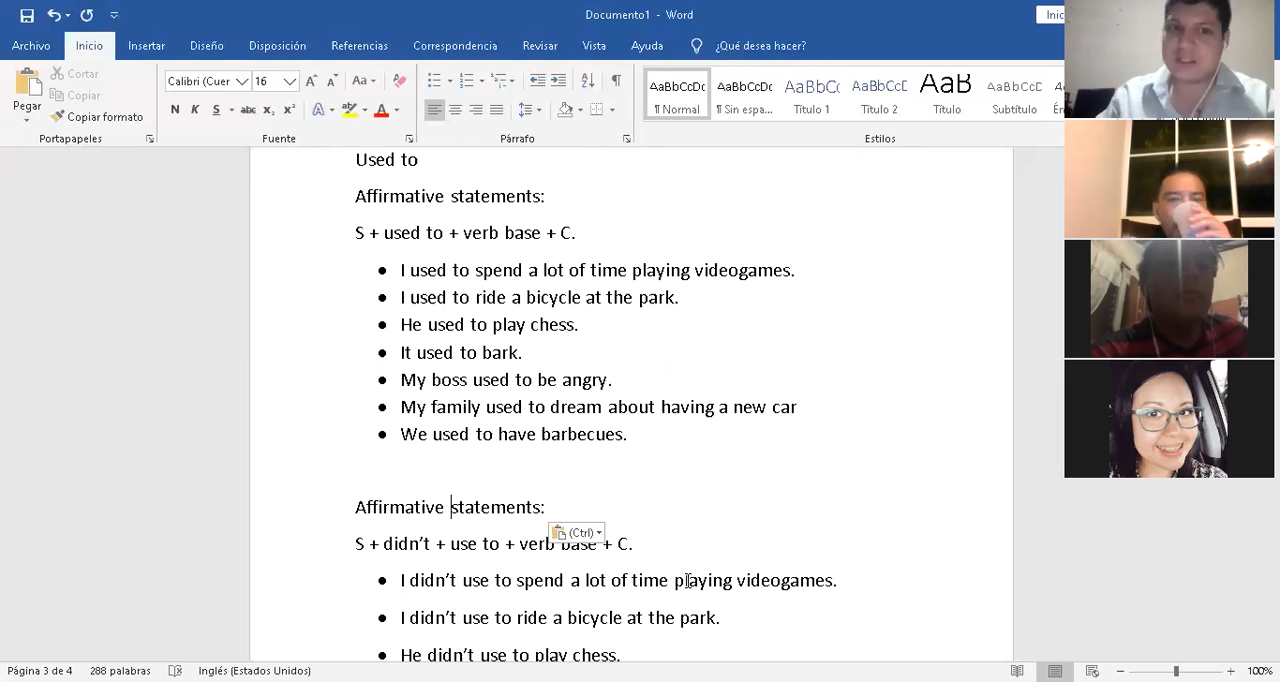 Documento1 - Word
Inic
Archivo Inicio Insertar Diseño Disposición Referencias Correspondencia Revisar Vista Ayuda ¿Qué desea hacer?
Pegar
Cortar
Copiar
Copiar formato
Portapapeles
Calibri (Cuer 16
Aa
N K S abc x₂ x²
Fuente
Párrafo
AaBbCcDc AaBbCcDc AaBbCc AaBbCcD AaB AaBbCcD
¶ Normal ¶ Sin espa... Título 1 Título 2 Título Subtítulo
Estilos
Used to
Affirmative statements:
S + used to + verb base + C.
• I used to spend a lot of time playing videogames.
• I used to ride a bicycle at the park.
• He used to play chess.
• It used to bark.
• My boss used to be angry.
• My family used to dream about having a new car
• We used to have barbecues.
Affirmative statements:
(Ctrl)
S + didn’t + use to + verb base + C.
• I didn’t use to spend a lot of time playing videogames.
• I didn’t use to ride a bicycle at the park.
• He didn’t use to play chess.
Página 3 de 4 288 palabras Inglés (Estados Unidos) 100%